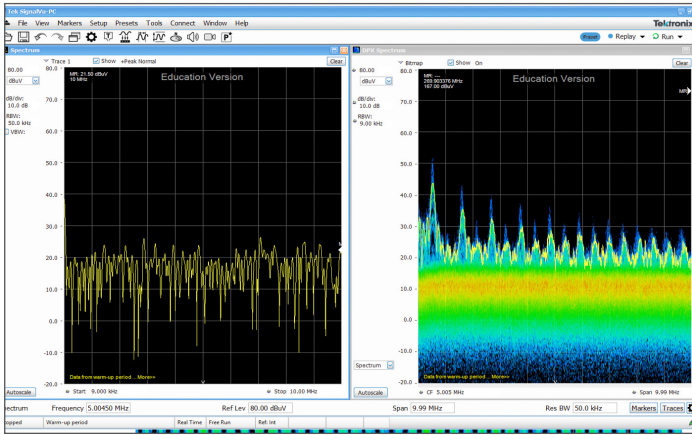 Tek SignalVu-PC
File View Markers Setup Presets Tools Connect Window Help
Tektronix
Preset Replay Run
Spectrum
DPX Spectrum
Trace 1 Show +Peak Normal Clear
Bitmap Show On Clear
80.00
dBuV
dB/div:
10.0 dB
RBW:
50.0 kHz
VBW:
80.0
70.0
60.0
50.0
40.0
30.0
20.0
10.0
0.0
-10.0
-20.0
MR: 21.50 dBuV
10 MHz
Education Version
Data from warm-up period ... More>>
Autoscale
Start 9.000 kHz
Stop 10.00 MHz
80.00
dBuV
dB/div:
10.0 dB
RBW:
9.00 kHz
80.0
70.0
60.0
50.0
40.0
30.0
20.0
10.0
0.0
-10.0
-20.0
MR: ---
269.903376 MHz
167.00 dBuV
Education Version
MR
Data from warm-up period ... More>>
Spectrum
Autoscale
CF 5.005 MHz
Span 9.99 MHz
ectrum Frequency 5.00450 MHz Ref Lev 80.00 dBuV Span 9.99 MHz Res BW 50.0 kHz Markers Traces
opped Warm-up period Real Time Free Run Ref: Int